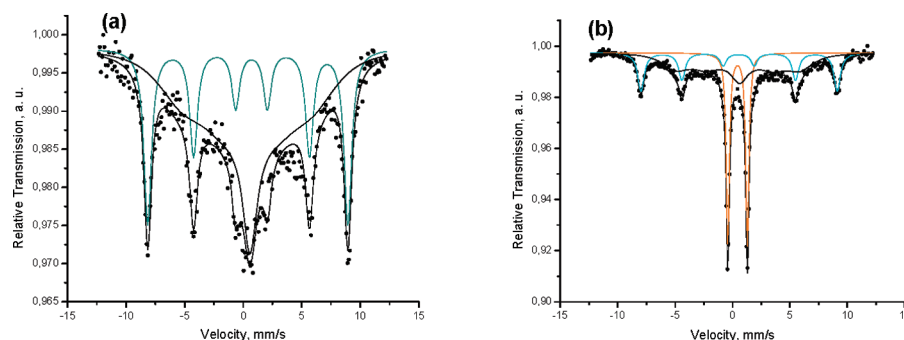 (a)
1,000
0,995
0,990
0,985
0,980
0,975
0,970
0,965
Relative Transmission, a. u.
-15 -10 -5 0 5 10 15
Velocity, mm/s
(b)
1,00
0,98
0,96
0,94
0,92
0,90
Relative Transmission, a. u.
-15 -10 -5 0 5 10 15
Velocity, mm/s